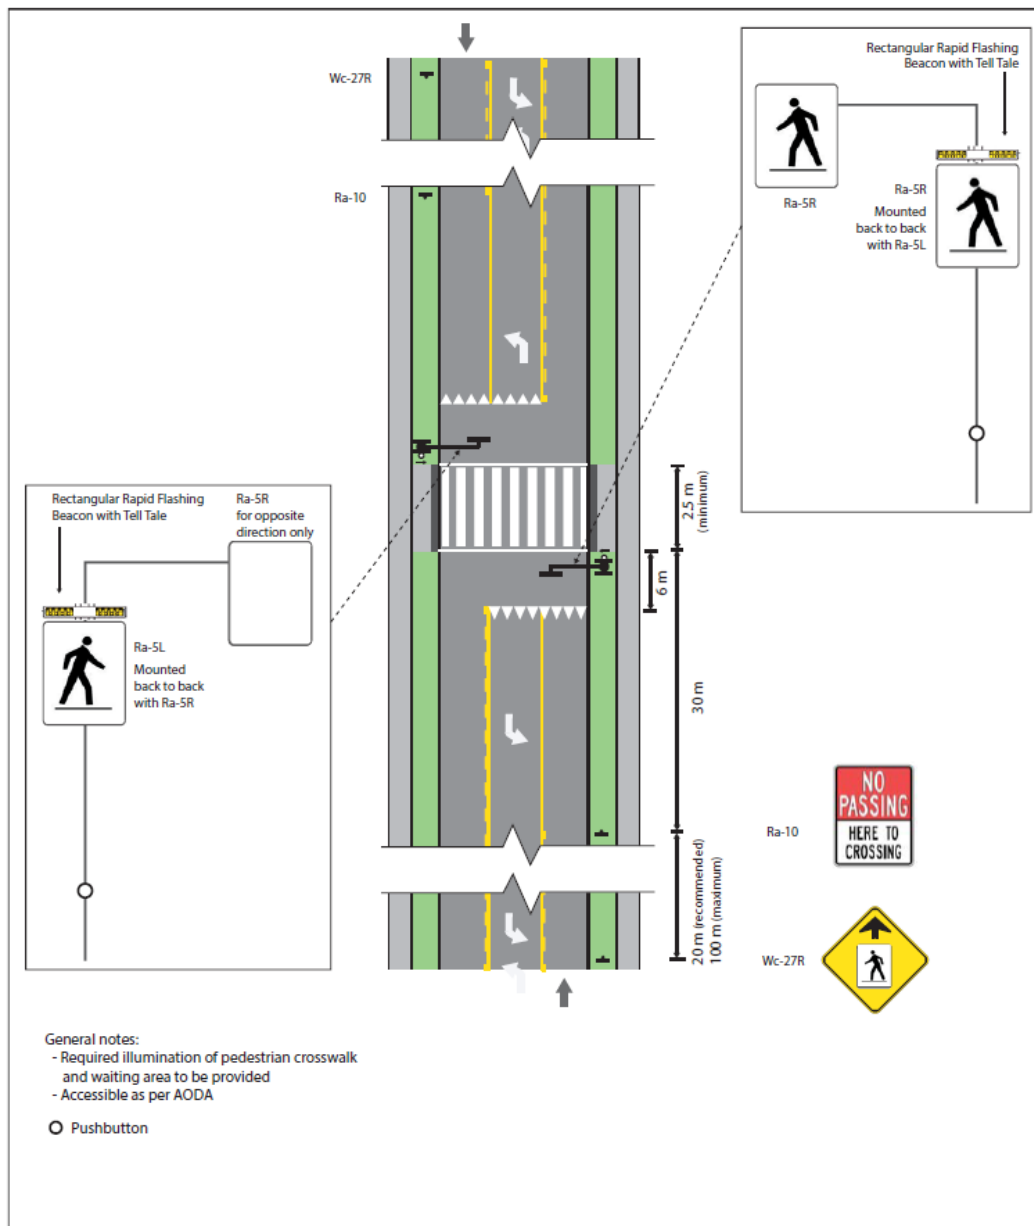 Wc-27R
Ra-10
Rectangular Rapid Flashing
Beacon with Tell Tale
Ra-5R
Ra-5R
Mounted
back to back
with Ra-5L
Rectangular Rapid Flashing
Beacon with Tell Tale
Ra-5R
for opposite
direction only
Ra-5L
Mounted
back to back
with Ra-5R
2.5 m
(minimum)
6 m
30 m
20 m (recommended)
100 m (maximum)
Ra-10
NO
PASSING
HERE TO
CROSSING
Wc-27R
General notes:
- Required illumination of pedestrian crosswalk
and waiting area to be provided
- Accessible as per AODA
Pushbutton